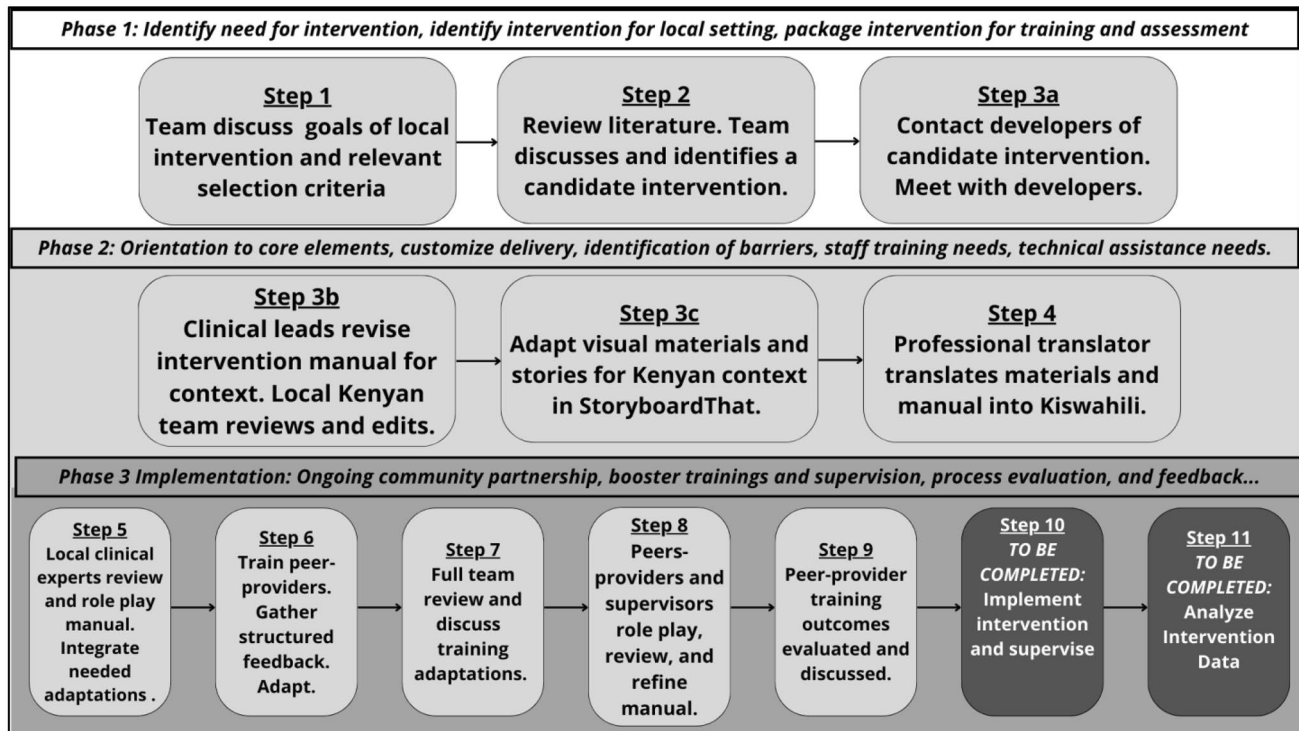 Phase 1: Identify need for intervention, identify intervention for local setting, package intervention for training and assessment
Step 1
Team discuss goals of local
intervention and relevant
selection criteria
Step 2
Review literature. Team
discusses and identifies a
candidate intervention.
Step 3a
Contact developers of
candidate intervention.
Meet with developers.
Phase 2: Orientation to core elements, customize delivery, identification of barriers, staff training needs, technical assistance needs.
Step 3b
Clinical leads revise
intervention manual for
context. Local Kenyan
team reviews and edits.
Step 3c
Adapt visual materials and
stories for Kenyan context
in StoryboardThat.
Step 4
Professional translator
translates materials and
manual into Kiswahili.
Phase 3 Implementation: Ongoing community partnership, booster trainings and supervision, process evaluation, and feedback...
Step 5
Local clinical
experts review
and role play
manual.
Integrate
needed
adaptations .
Step 6
Train peer-
providers.
Gather
structured
feedback.
Adapt.
Step 7
Full team
review and
discuss
training
adaptations.
Step 8
Peers-
providers and
supervisors
role play,
review, and
refine
manual.
Step 9
Peer-provider
training
outcomes
evaluated and
discussed.
Step 10
TO BE
COMPLETED:
Implement
intervention
and supervise
Step 11
TO BE
COMPLETED:
Analyze
Intervention
Data